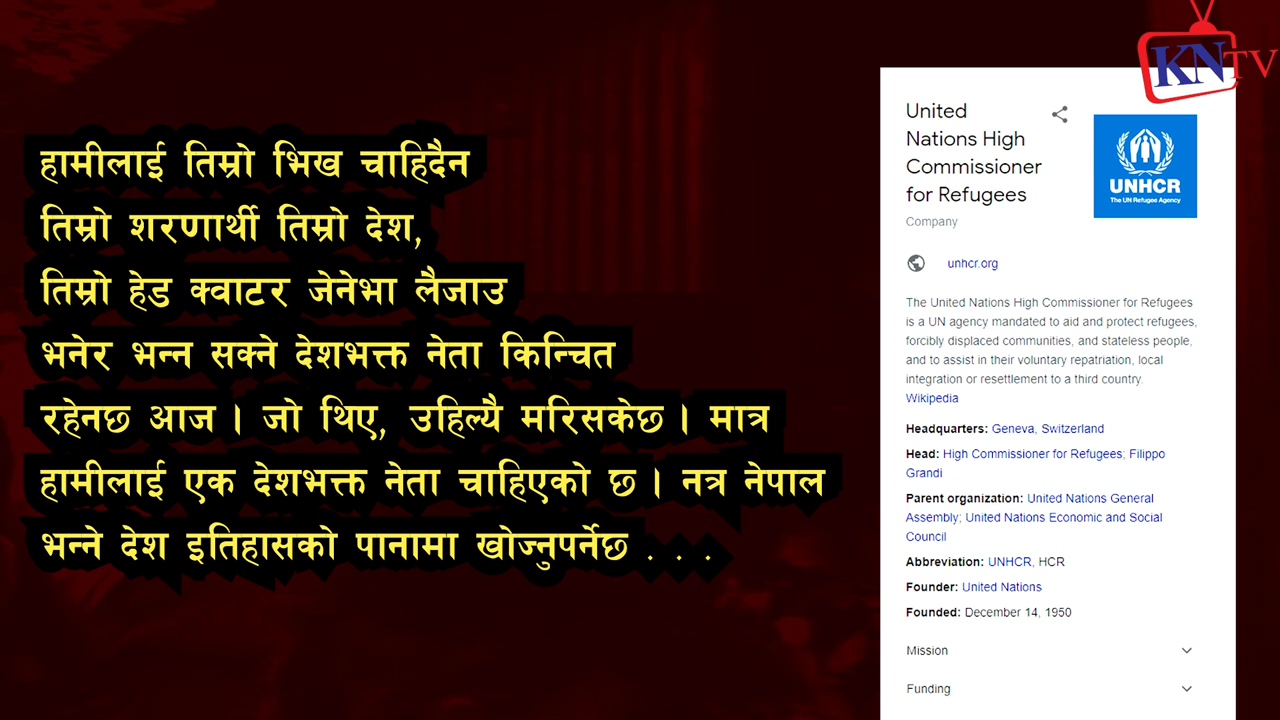 हामीलाई तिम्रो भिख चाहिदैन
तिम्रो शरणार्थी तिम्रो देश,
तिम्रो हेड क्वाटर जेनेभा लैजाउ
भनेर भन्न सक्ने देशभक्त नेता किन्चित
रहेनछ आज । जो थिए, उहिल्यै मरिसकेछ । मात्र
हामीलाई एक देशभक्त नेता चाहिएको छ । नत्र नेपाल
भन्ने देश इतिहासको पानामा खोज्नुपर्नेछ . . .
KNTV
United
Nations High
Commissioner
for Refugees
Company
UNHCR
The UN Refugee Agency
unhcr.org
The United Nations High Commissioner for Refugees
is a UN agency mandated to aid and protect refugees,
forcibly displaced communities, and stateless people,
and to assist in their voluntary repatriation, local
integration or resettlement to a third country.
Wikipedia
Headquarters: Geneva, Switzerland
Head: High Commissioner for Refugees; Filippo
Grandi
Parent organization: United Nations General
Assembly; United Nations Economic and Social
Council
Abbreviation: UNHCR, HCR
Founder: United Nations
Founded: December 14, 1950
Mission
Funding